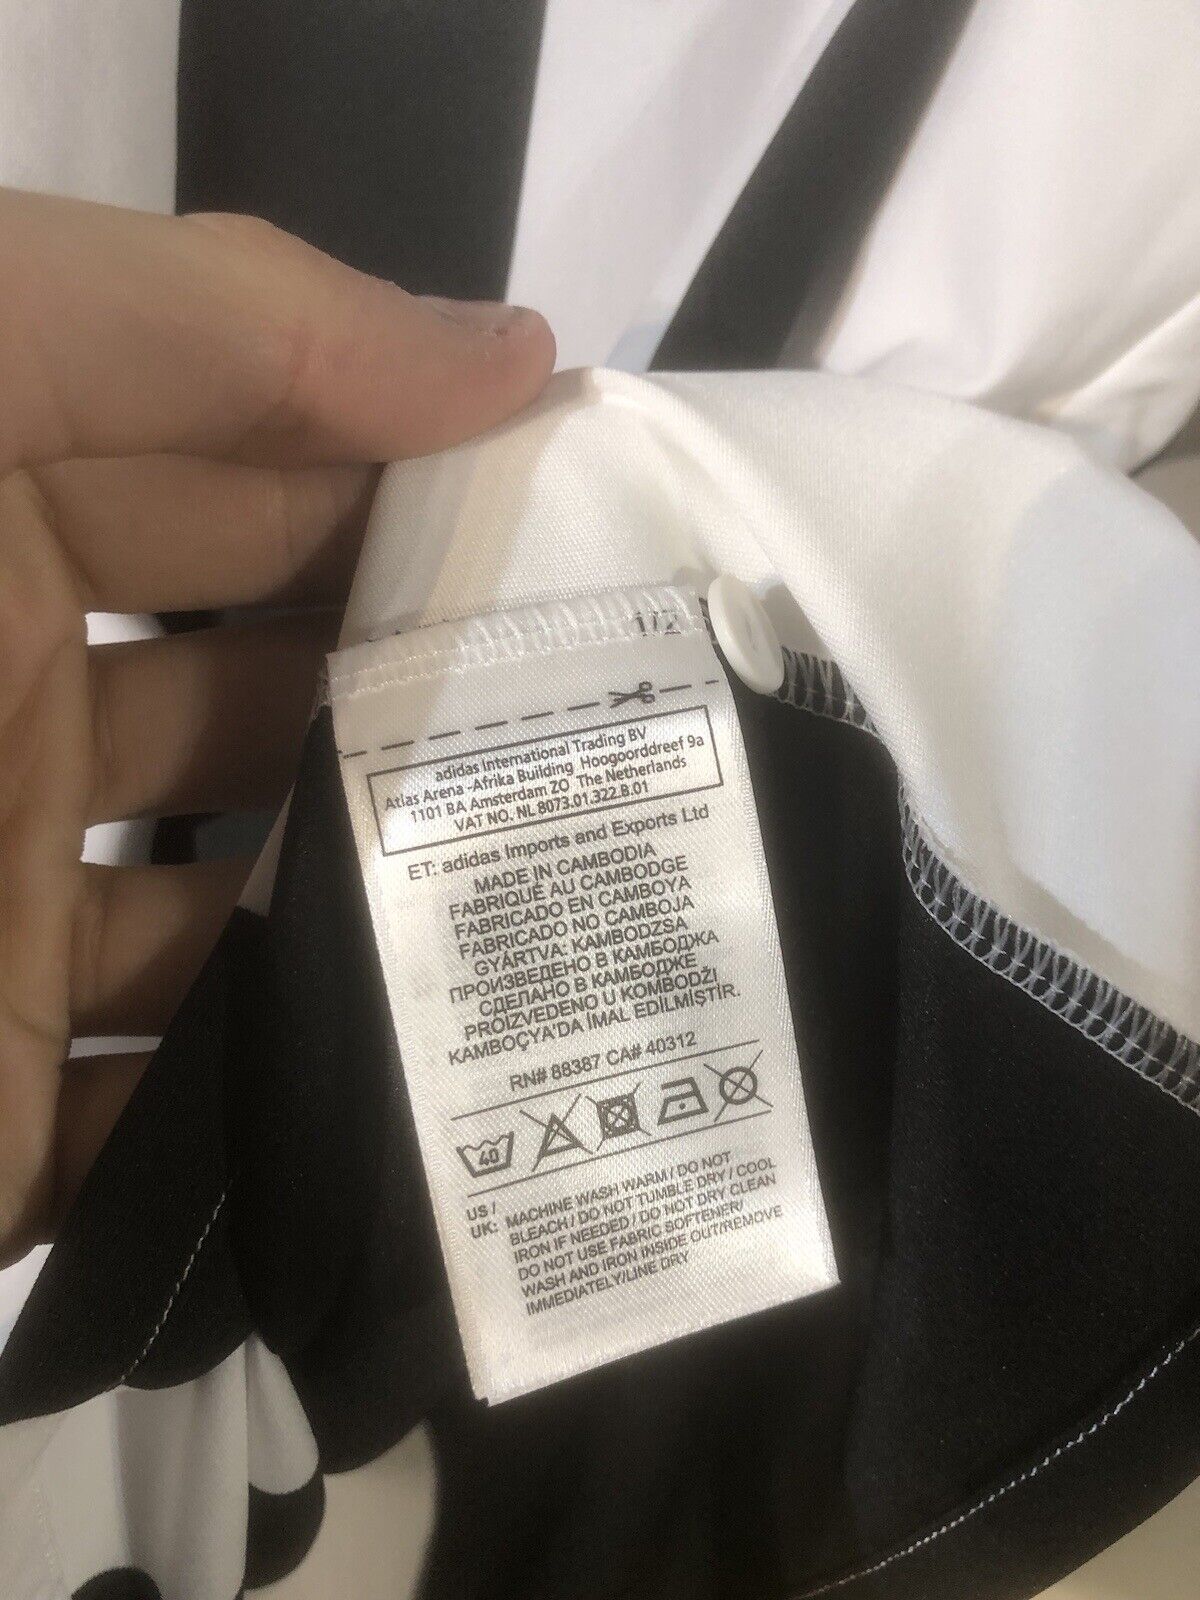 1/2
adidas International Trading BV
Atlas Arena -Afrika Building Hoogoorddreef 9a
1101 BA Amsterdam ZO The Netherlands
VAT NO. NL 8073.01.322.B.01
ET: adidas Imports and Exports Ltd
MADE IN CAMBODIA
FABRIQUÉ AU CAMBODGE
FABRICADO EN CAMBOYA
FABRICADO NO CAMBOJA
GYÁRTVA: KAMBODZSA
ПРОИЗВЕДЕНО В КАМБОДЖА
СДЕЛАНО В КАМБОДЖЕ
PROIZVEDENO U KOMBODŽI
KAMBOÇYA'DA İMAL EDİLMİŞTİR.
RN# 88387 CA# 40312
40
US / UK: MACHINE WASH WARM / DO NOT
BLEACH / DO NOT TUMBLE DRY / COOL
IRON IF NEEDED / DO NOT DRY CLEAN
DO NOT USE FABRIC SOFTENER/
WASH AND IRON INSIDE OUT/REMOVE
IMMEDIATELY/LINE DRY